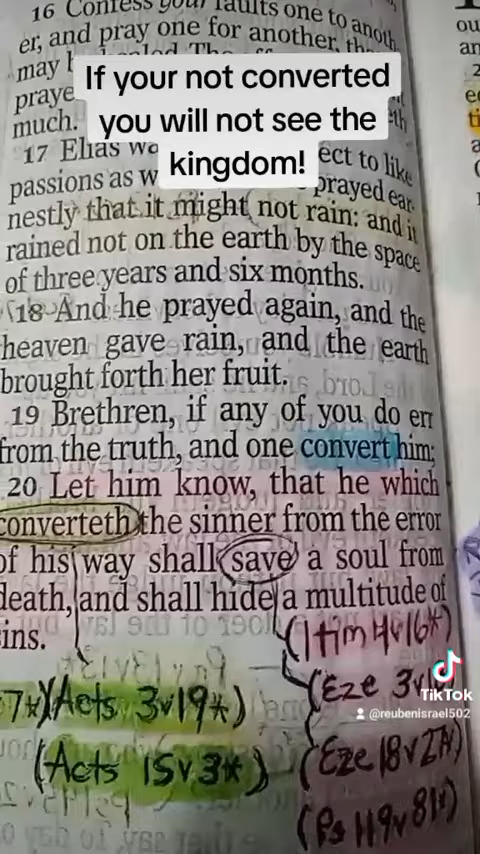 16 Confess your faults one to anoth
er, and pray one for another, that
may b
praye
much.
If your not converted
you will not see the
kingdom!
17 Elias wa ect to like
passions as w prayed ear
nestly that it might not rain: and it
rained not on the earth by the space
of three years and six months.
18 And he prayed again, and the
heaven gave rain, and the earth
brought forth her fruit.
19 Brethren, if any of you do err
from the truth, and one convert him;
20 Let him know, that he which
converteth the sinner from the error
of his way shall save a soul from
death, and shall hide a multitude of
ins.
(1 tim 4v16*)
7*)(Acts 3v19*)
(Eze 3v
(Acts 15v3*)
(Eze 18v27*)
(Ps 119v81*)
TikTok
@reubenisrael502